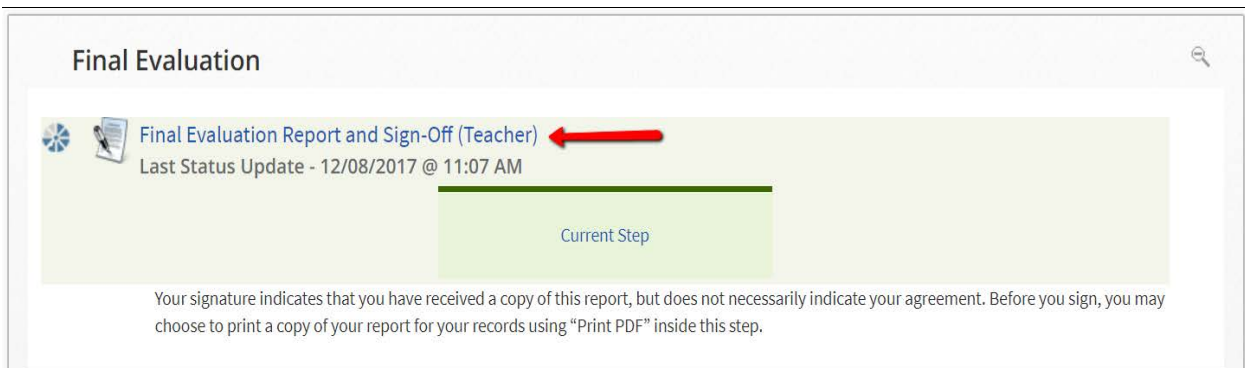 Final Evaluation
Final Evaluation Report and Sign-Off (Teacher)
Last Status Update - 12/08/2017 @ 11:07 AM
Current Step
Your signature indicates that you have received a copy of this report, but does not necessarily indicate your agreement. Before you sign, you may
choose to print a copy of your report for your records using “Print PDF” inside this step.